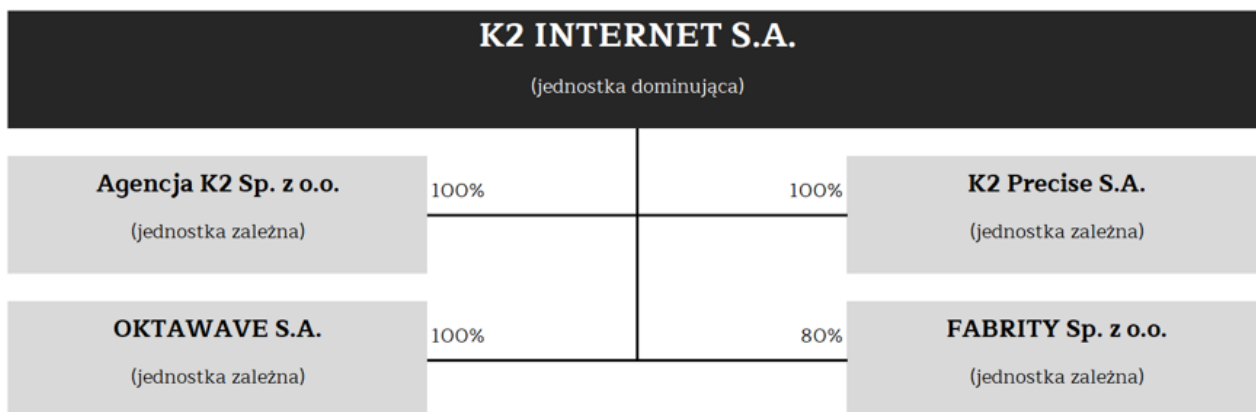 K2 INTERNET S.A.
(jednostka dominująca)
Agencja K2 Sp. z o.o.
(jednostka zależna)
100%
100%
K2 Precise S.A.
(jednostka zależna)
OKTAWAVE S.A.
(jednostka zależna)
100%
80%
FABRITY Sp. z o.o.
(jednostka zależna)